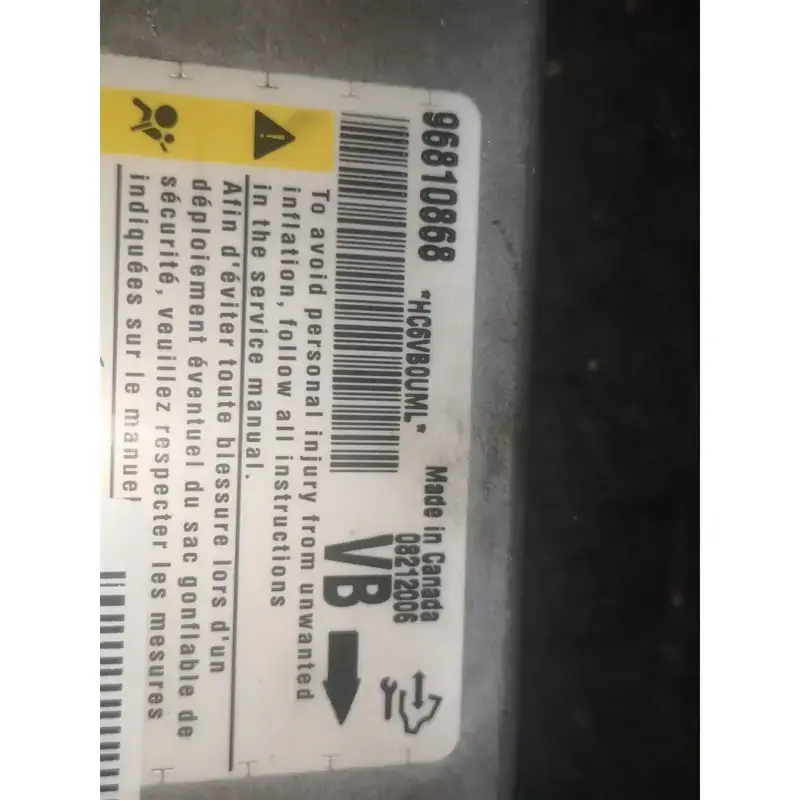 96810868
*HC6VB0UML*
Made in Canada
08212006
VB
To avoid personal injury from unwanted
inflation, follow all instructions
in the service manual.
Afin d'éviter toute blessure lors d'un
déploiement éventuel du sac gonflable de
sécurité, veuillez respecter les mesures
indiquées sur le manuel